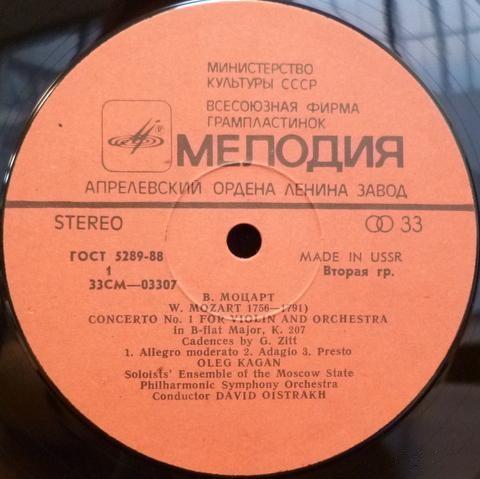 МИНИСТЕРСТВО
КУЛЬТУРЫ СССР
ВСЕСОЮЗНАЯ ФИРМА
ГРАМПЛАСТИНОК
МЕЛОДИЯ
АПРЕЛЕВСКИЙ ОРДЕНА ЛЕНИНА ЗАВОД
STEREO 33
ГОСТ 5289-88 MADE IN USSR
1 Вторая гр.
33СМ—03307
В. МОЦАРТ
W. MOZART 1756—1791)
CONCERTO No. 1 FOR VIOLIN AND ORCHESTRA
in B-flat Major, K. 207
Cadences by G. Zitt
1. Allegro moderato 2. Adagio 3. Presto
OLEG KAGAN
Soloists' Ensemble of the Moscow State
Philharmonic Symphony Orchestra
Conductor DAVID OISTRAKH